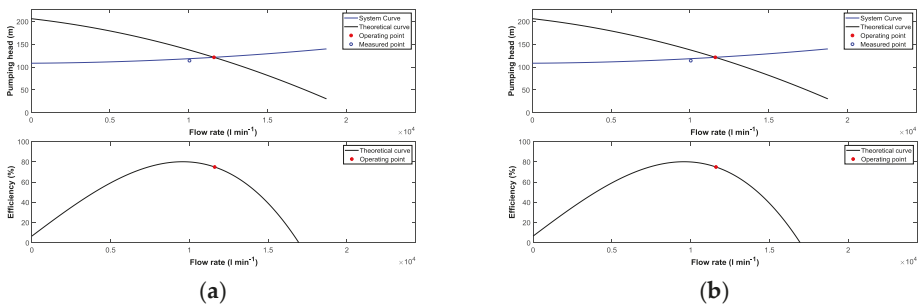 200
150
100
50
0
Pumping head (m)
System Curve
Theoretical curve
Operating point
Measured point
0 0.5 1 1.5 2
Flow rate (l min-1)
×10⁴
100
80
60
40
20
0
Efficiency (%)
Theoretical curve
Operating point
0 0.5 1 1.5 2
Flow rate (l min-1)
×10⁴
(a)
200
150
100
50
0
Pumping head (m)
System Curve
Theoretical curve
Operating point
Measured point
0 0.5 1 1.5 2
Flow rate (l min-1)
×10⁴
100
80
60
40
20
0
Efficiency (%)
Theoretical curve
Operating point
0 0.5 1 1.5 2
Flow rate (l min-1)
×10⁴
(b)